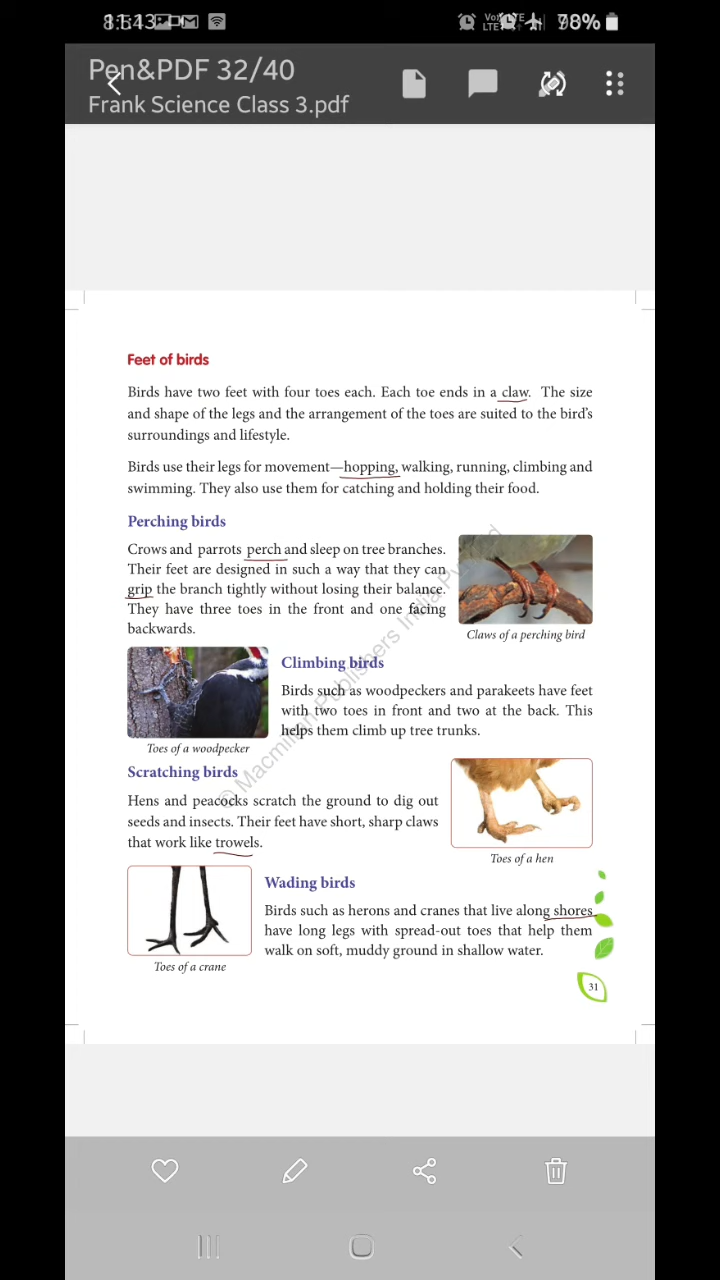 Pen&PDF 32/40
Frank Science Class 3.pdf
Feet of birds
Birds have two feet with four toes each. Each toe ends in a claw. The size
and shape of the legs and the arrangement of the toes are suited to the bird's
surroundings and lifestyle.
Birds use their legs for movement—hopping, walking, running, climbing and
swimming. They also use them for catching and holding their food.
Perching birds
Crows and parrots perch and sleep on tree branches.
Their feet are designed in such a way that they can
grip the branch tightly without losing their balance.
They have three toes in the front and one facing
backwards.
Claws of a perching bird
Climbing birds
Birds such as woodpeckers and parakeets have feet
with two toes in front and two at the back. This
helps them climb up tree trunks.
Toes of a woodpecker
Scratching birds
Hens and peacocks scratch the ground to dig out
seeds and insects. Their feet have short, sharp claws
that work like trowels.
Toes of a hen
Wading birds
Birds such as herons and cranes that live along shores
have long legs with spread-out toes that help them
walk on soft, muddy ground in shallow water.
Toes of a crane
31
© Macmillan Publishers India Pvt